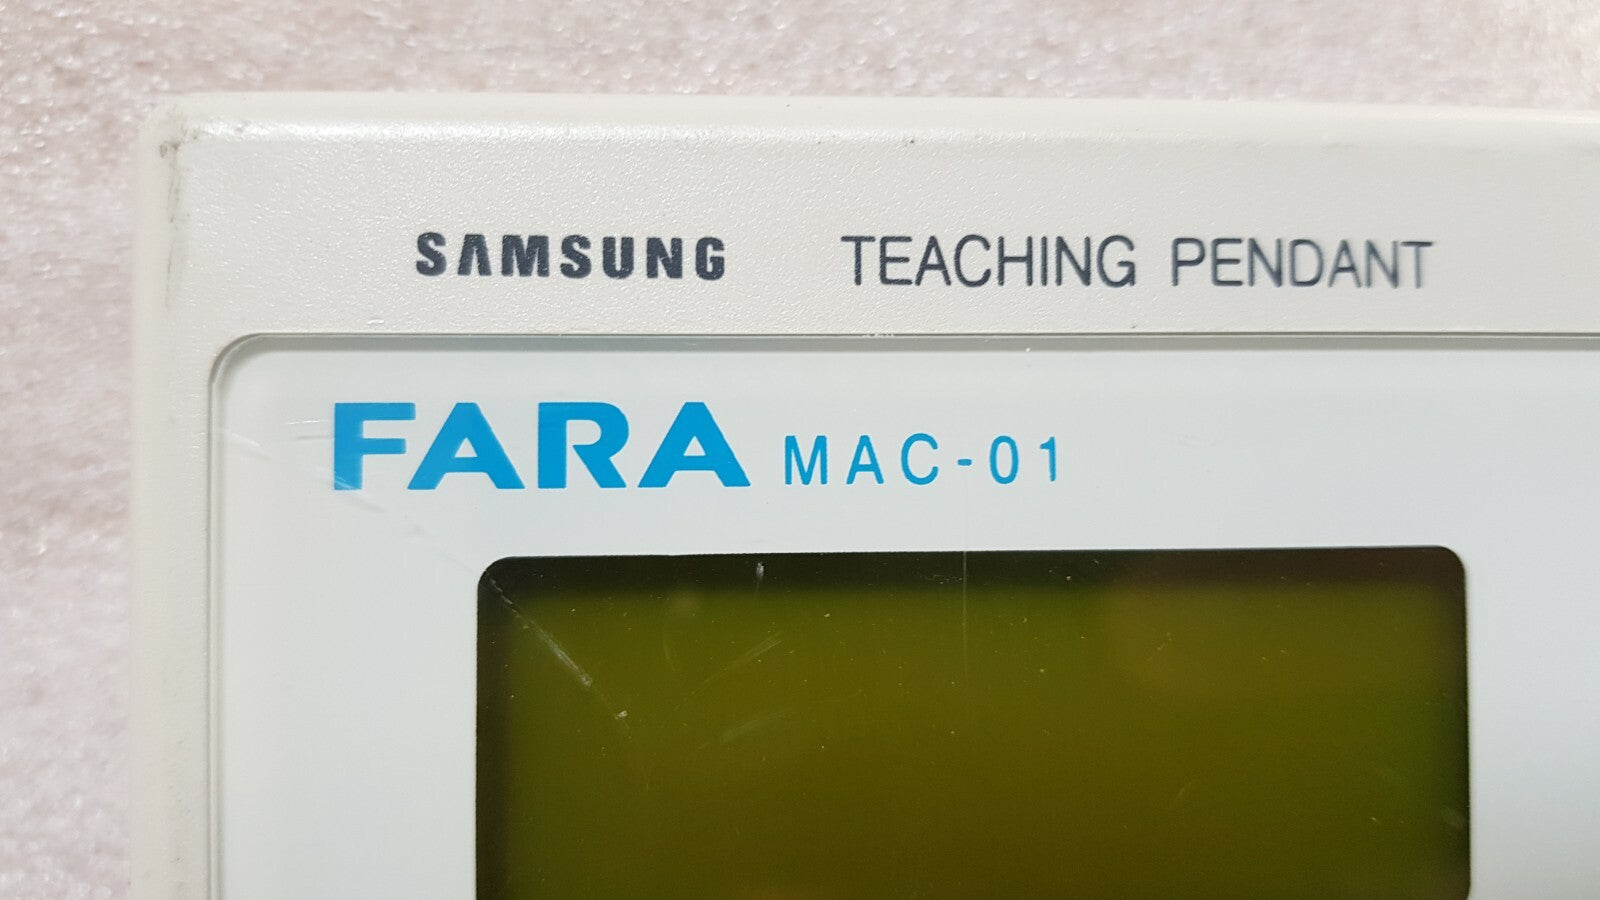 SAMSUNG TEACHING PENDANT
FARA MAC-01